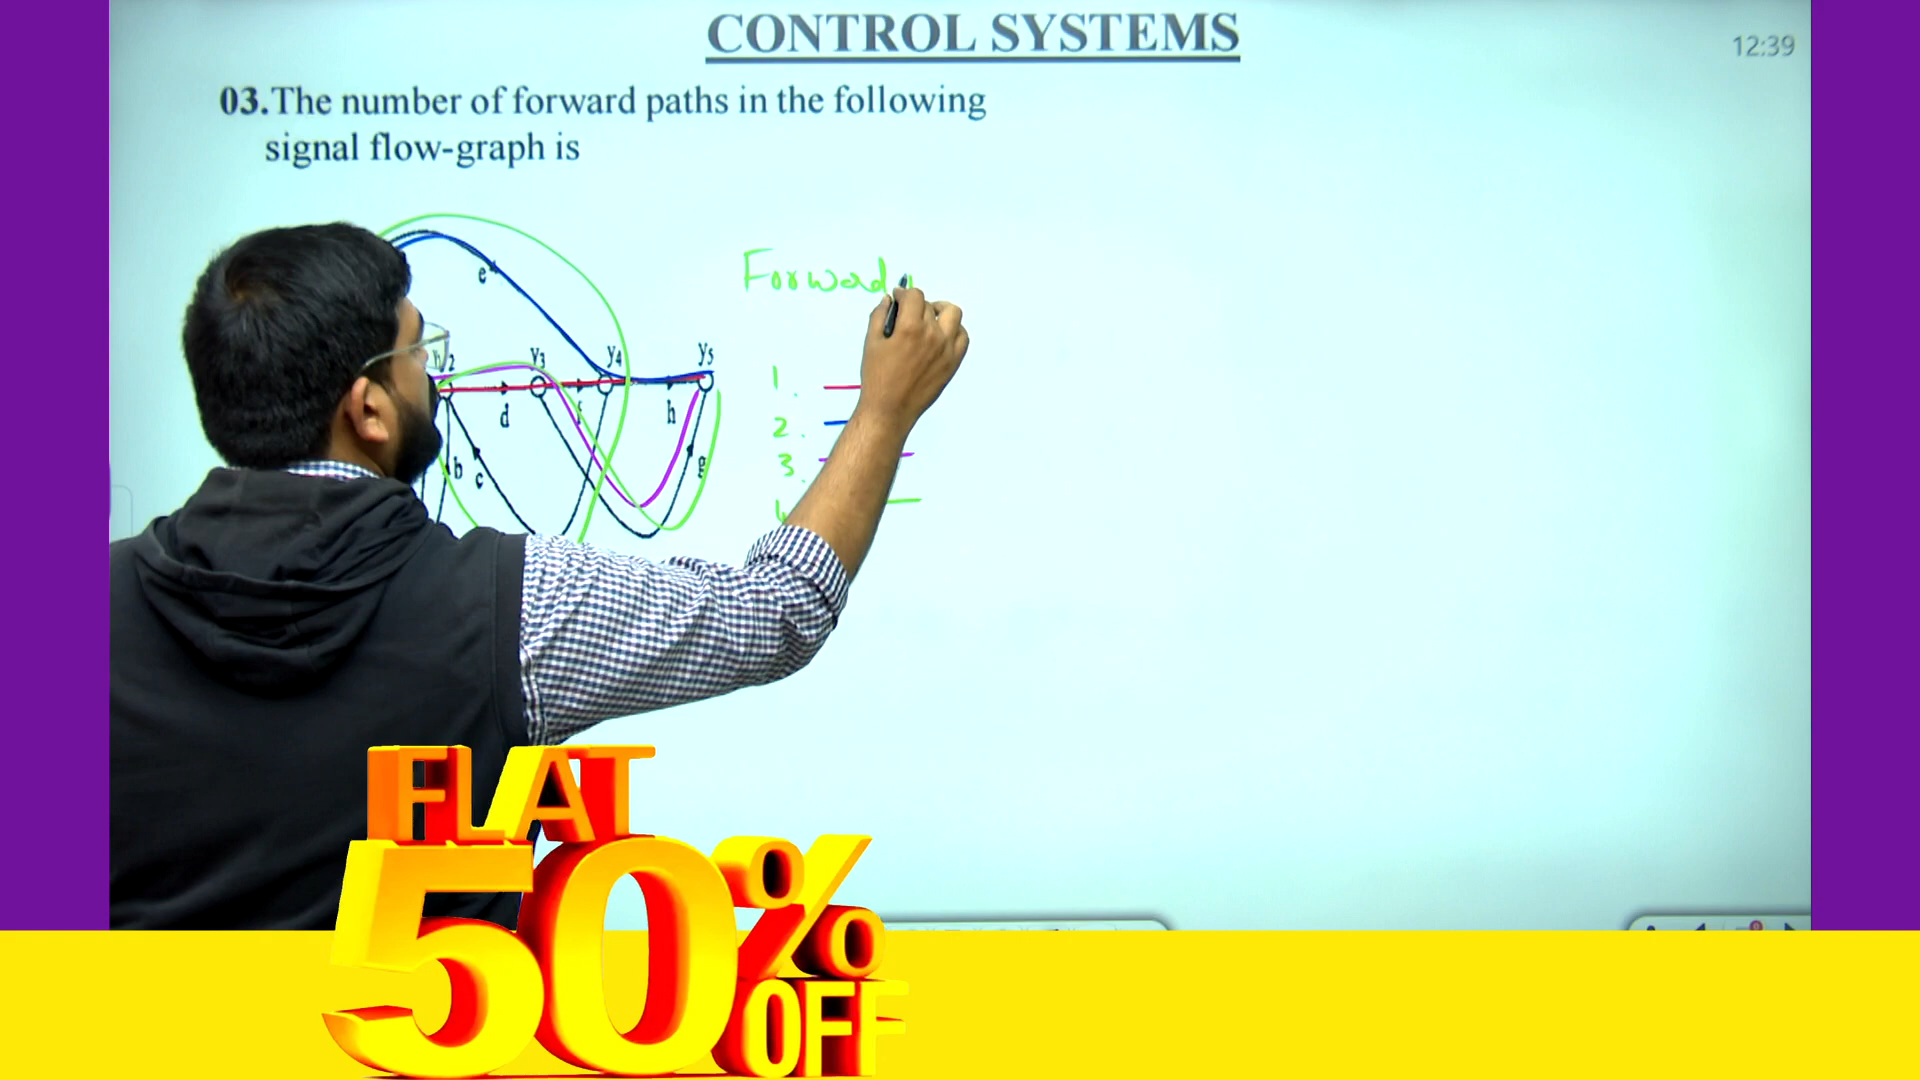 CONTROL SYSTEMS
12:39
03.The number of forward paths in the following
signal flow-graph is
e
Forward
y3
y4
y5
d
f
h
b
c
g
1.
2.
3.
4
FLAT
50%
OFF